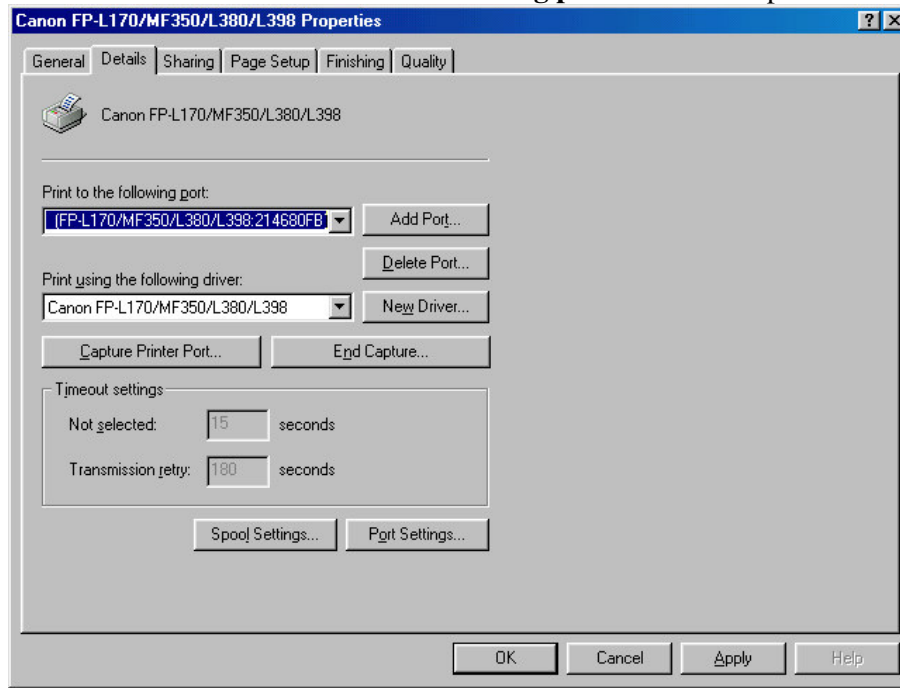 Canon FP-L170/MF350/L380/L398 Properties
General Details Sharing Page Setup Finishing Quality
Canon FP-L170/MF350/L380/L398
Print to the following port:
(FP-L170/MF350/L380/L398:214680FB Add Port...
Delete Port...
Print using the following driver:
Canon FP-L170/MF350/L380/L398 New Driver...
Capture Printer Port... End Capture...
Timeout settings
Not selected: 15 seconds
Transmission retry: 180 seconds
Spool Settings... Port Settings...
OK Cancel Apply Help